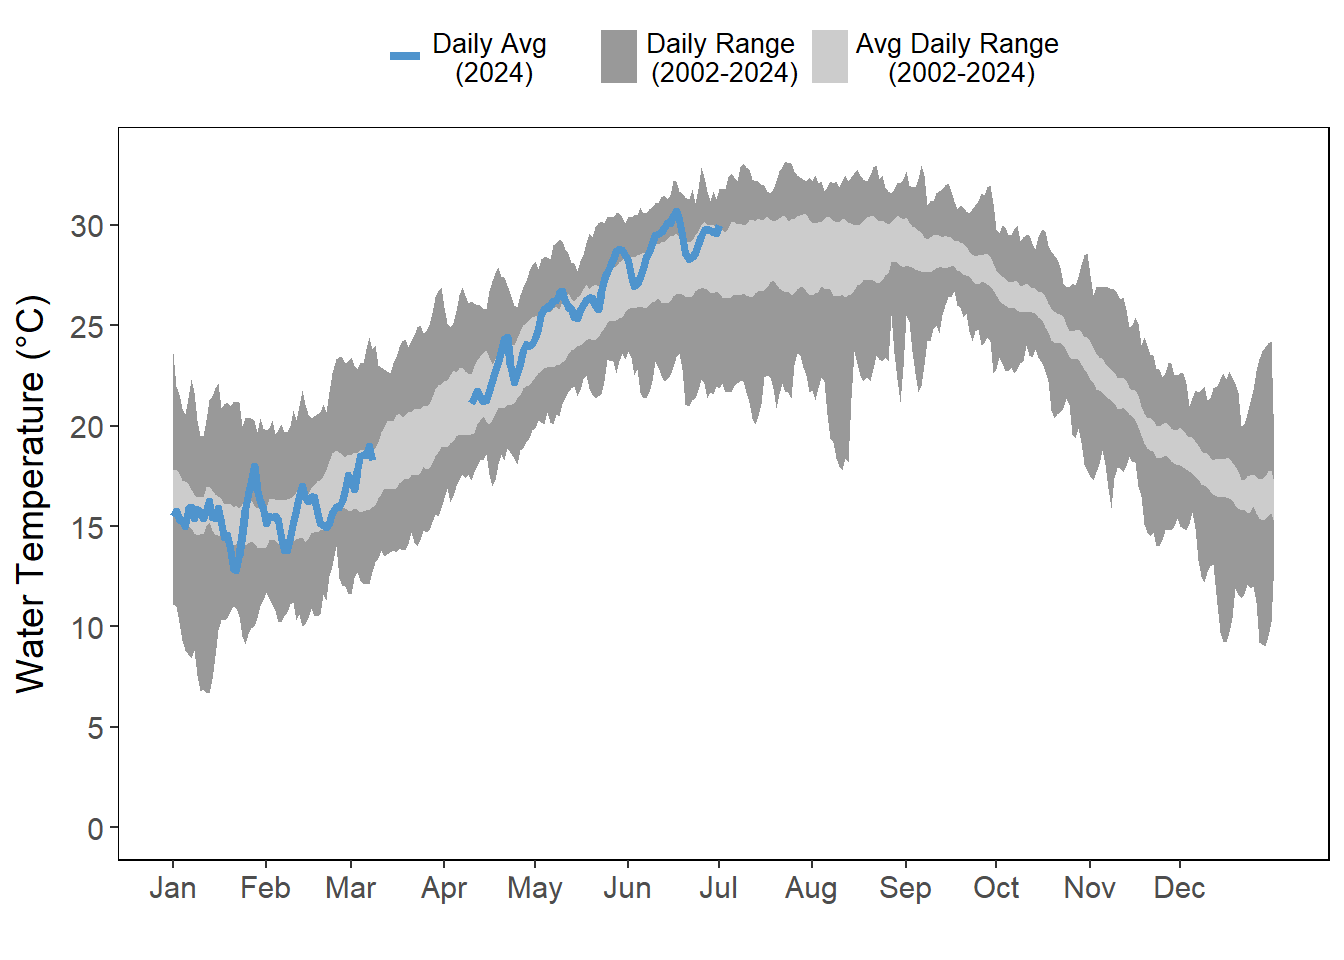 Daily Avg
(2024)
Daily Range
(2002-2024)
Avg Daily Range
(2002-2024)
Water Temperature (°C)
30
25
20
15
10
5
0
Jan Feb Mar Apr May Jun Jul Aug Sep Oct Nov Dec